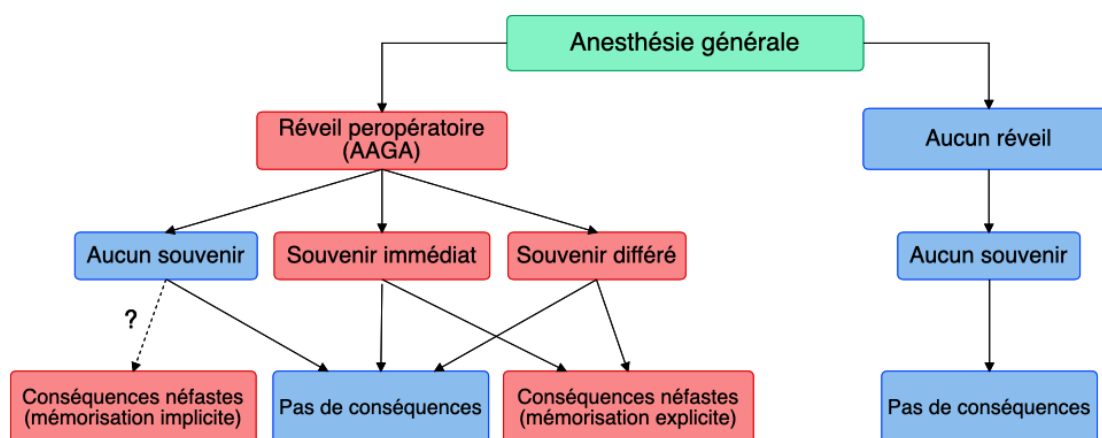 Anesthésie générale
Réveil peropératoire
(AAGA)
Aucun réveil
Aucun souvenir
Souvenir immédiat
Souvenir différé
Aucun souvenir
?
Conséquences néfastes
(mémorisation implicite)
Pas de conséquences
Conséquences néfastes
(mémorisation explicite)
Pas de conséquences